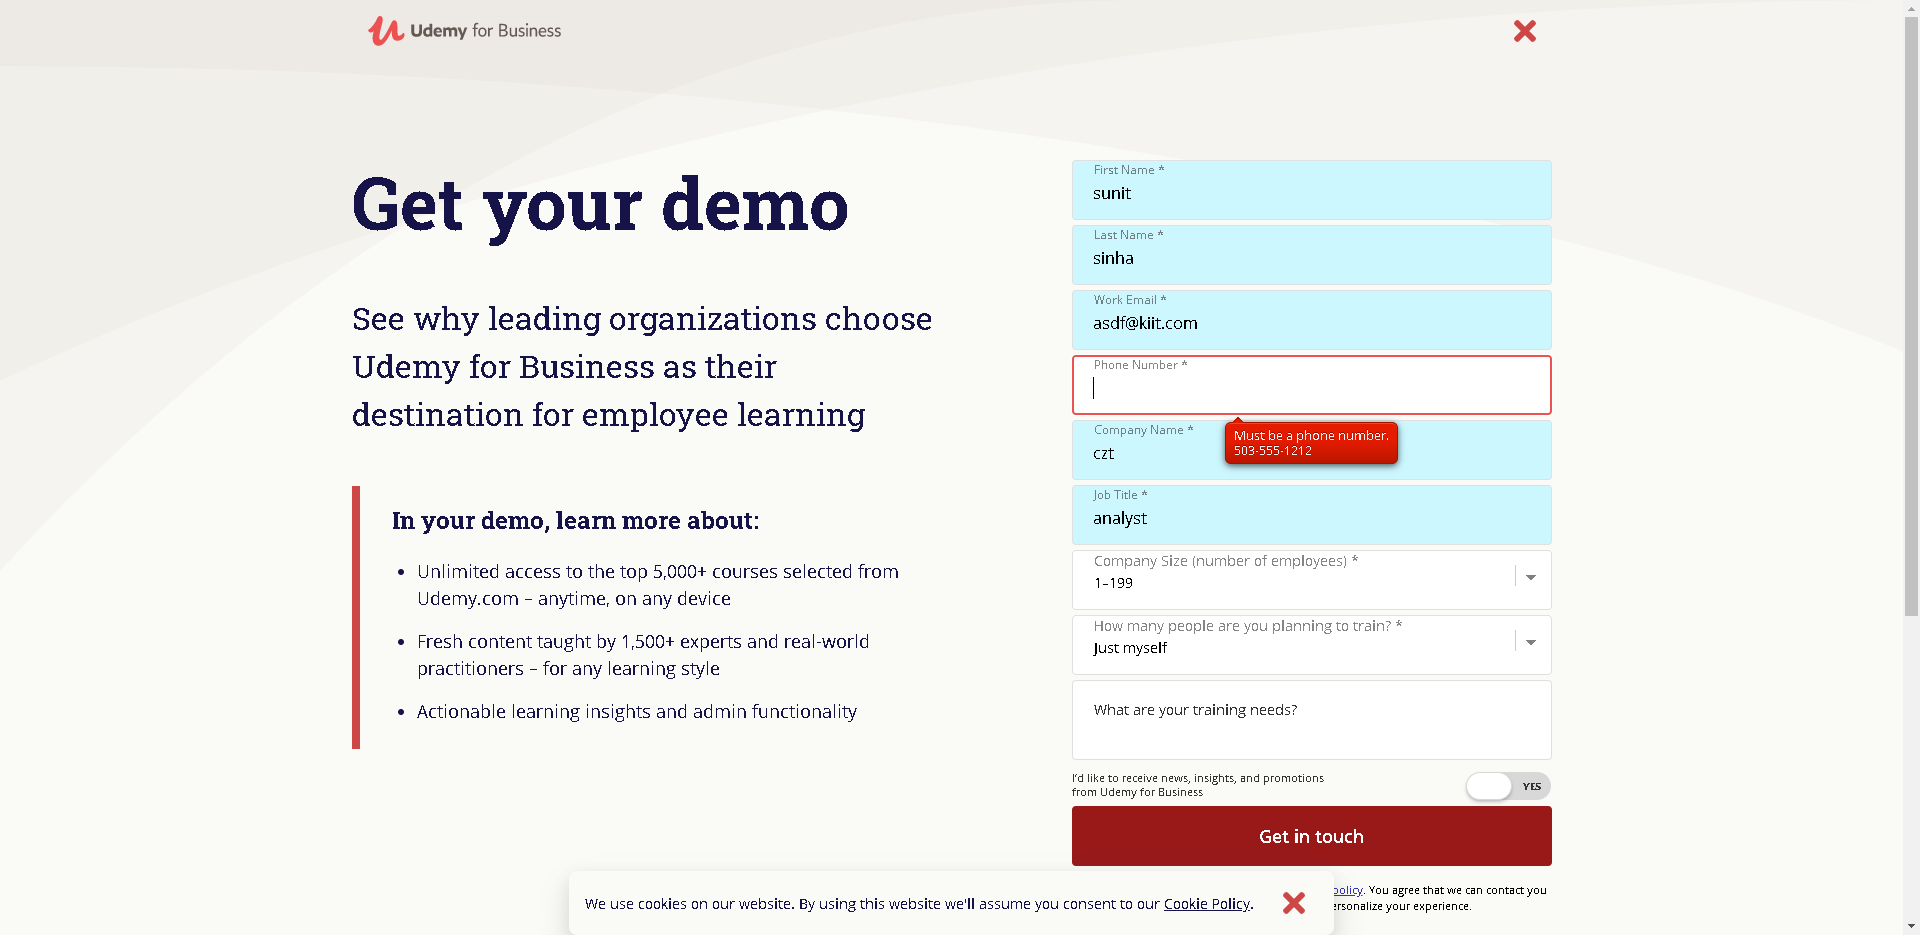 Udemy for Business
Get your demo
See why leading organizations choose
Udemy for Business as their
destination for employee learning
In your demo, learn more about:
• Unlimited access to the top 5,000+ courses selected from
Udemy.com – anytime, on any device
• Fresh content taught by 1,500+ experts and real-world
practitioners – for any learning style
• Actionable learning insights and admin functionality
First Name *
sunit
Last Name *
sinha
Work Email *
asdf@kiit.com
Phone Number *
Must be a phone number.
503-555-1212
Company Name *
czt
Job Title *
analyst
Company Size (number of employees) *
1–199
How many people are you planning to train? *
Just myself
What are your training needs?
I'd like to receive news, insights, and promotions
from Udemy for Business
YES
Get in touch
policy. You agree that we can contact you
ersonalize your experience.
We use cookies on our website. By using this website we'll assume you consent to our Cookie Policy.